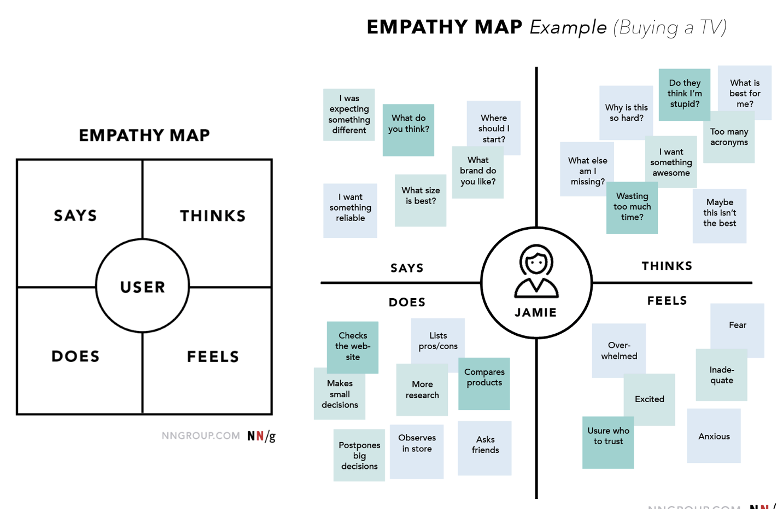 EMPATHY MAP Example (Buying a TV)
EMPATHY MAP
SAYS
THINKS
USER
DOES
FEELS
NNGROUP.COM NN/g
I was
expecting
something
different
What do
you think?
Where
should I
start?
What
brand do
you like?
What size
is best?
I want
something
reliable
SAYS
Why is this
so hard?
Do they
think I'm
stupid?
What is
best for
me?
Too many
acronyms
I want
something
awesome
What else
am I
missing?
Wasting
too much
time?
Maybe
this isn't
the best
THINKS
JAMIE
DOES
Checks
the web-
site
Lists
pros/cons
Compares
products
Makes
small
decisions
More
research
Postpones
big
decisions
Observes
in store
Asks
friends
FEELS
Over-
whelmed
Fear
Inade-
quate
Excited
Usure who
to trust
Anxious
NNGROUP.COM NN/